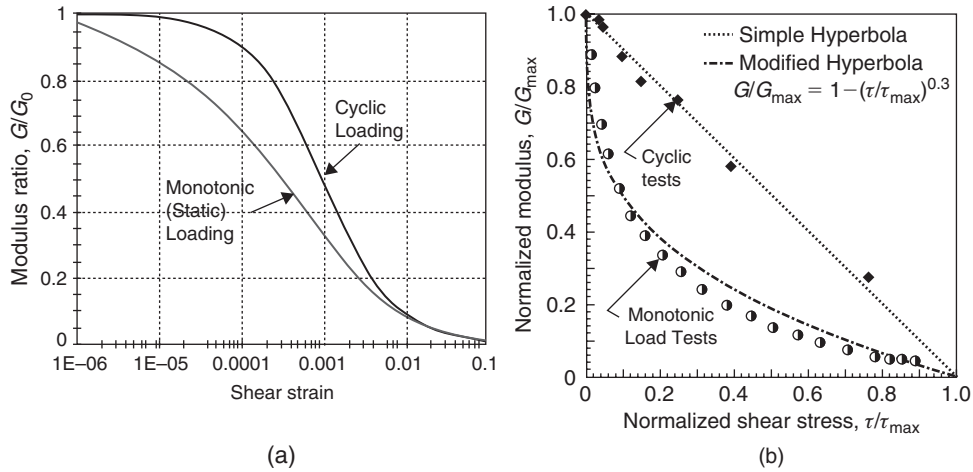 (a)
1
0.8
0.6
0.4
0.2
0
Modulus ratio, G/G0
Cyclic
Loading
Monotonic
(Static)
Loading
1E−06
1E−05
0.0001
0.001
0.01
0.1
Shear strain
(a)
(b)
1
0.8
0.6
0.4
0.2
0
Normalized modulus, G/Gmax
Simple Hyperbola
Modified Hyperbola
G/Gmax = 1−(τ/τmax)0.3
Cyclic
tests
Monotonic
Load Tests
0
0.2
0.4
0.6
0.8
1.0
Normalized shear stress, τ/τmax
(b)